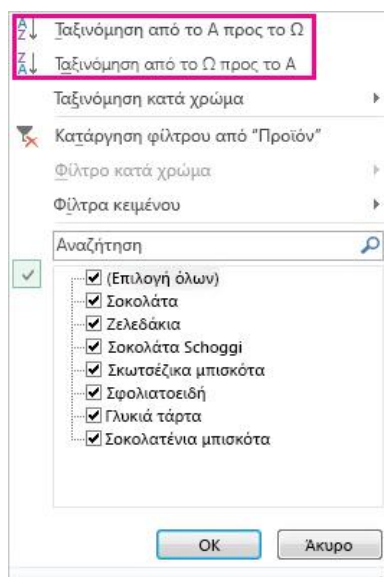 Ταξινόμηση από το Α προς το Ω
Ταξινόμηση από το Ω προς το Α
Ταξινόμηση κατά χρώμα
Κατάργηση φίλτρου από "Προϊόν"
Φίλτρο κατά χρώμα
Φίλτρα κειμένου
Αναζήτηση
(Επιλογή όλων)
Σοκολάτα
Ζελεδάκια
Σοκολάτα Schoggi
Σκωτσέζικα μπισκότα
Σφολιατοειδή
Γλυκιά τάρτα
Σοκολατένια μπισκότα
OK Άκυρο